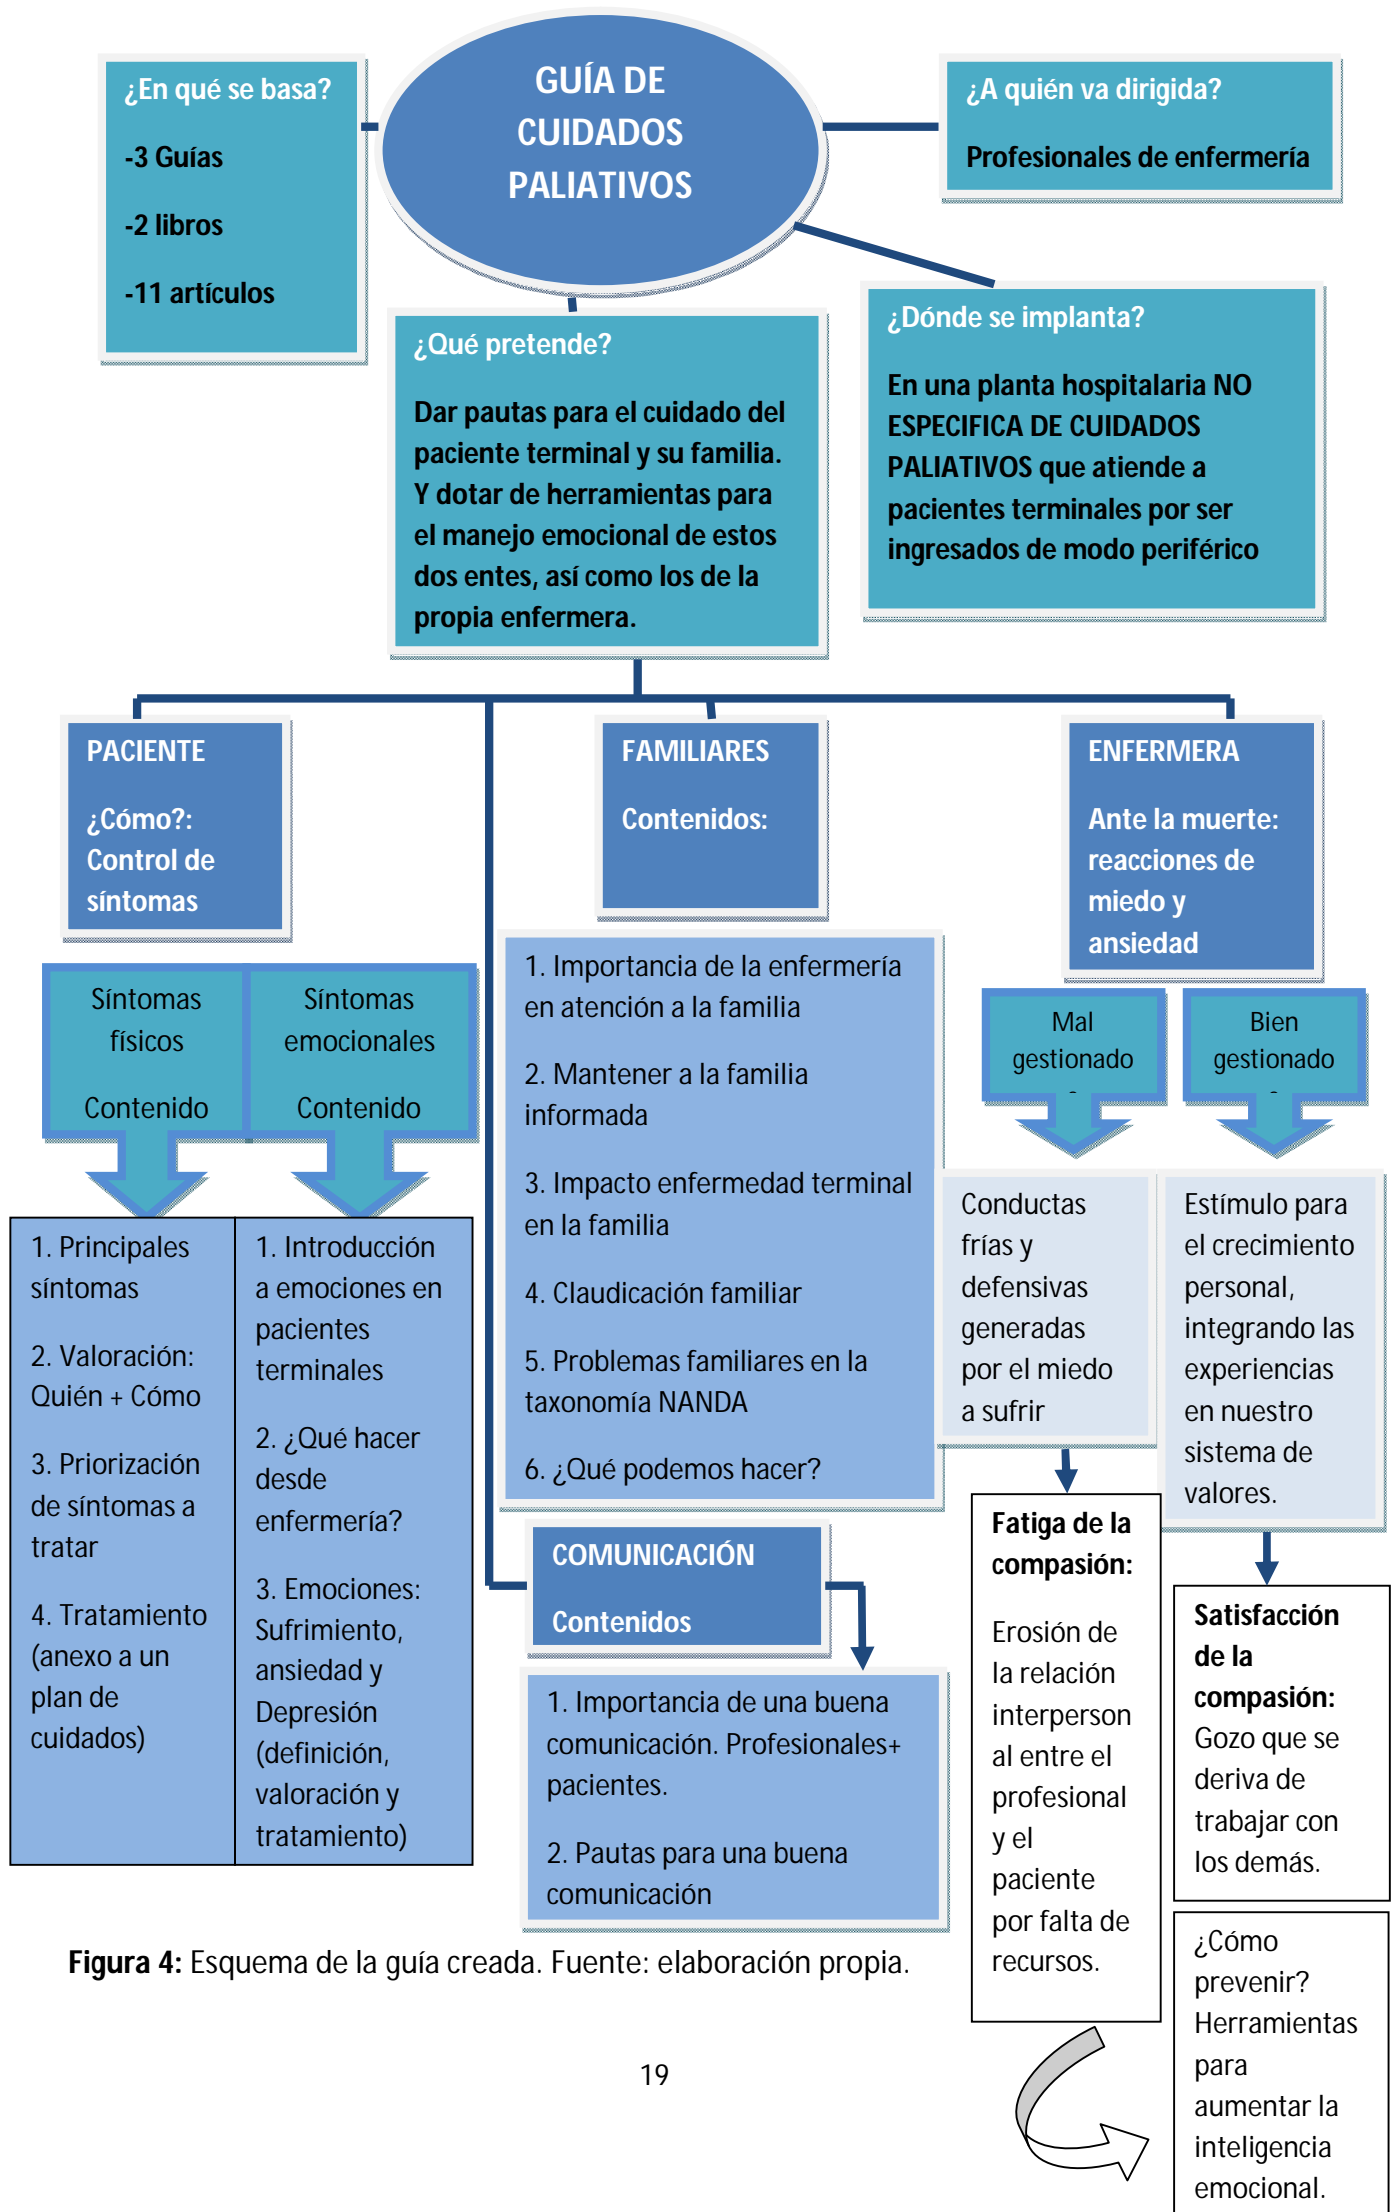 GUÍA DE
CUIDADOS
PALIATIVOS
¿En qué se basa?
-3 Guías
-2 libros
-11 artículos
¿A quién va dirigida?
Profesionales de enfermería
¿Qué pretende?
Dar pautas para el cuidado del
paciente terminal y su familia.
Y dotar de herramientas para
el manejo emocional de estos
dos entes, así como los de la
propia enfermera.
¿Dónde se implanta?
En una planta hospitalaria NO
ESPECIFICA DE CUIDADOS
PALIATIVOS que atiende a
pacientes terminales por ser
ingresados de modo periférico
PACIENTE
¿Cómo?:
Control de
síntomas
Síntomas
físicos
Contenido
Síntomas
emocionales
Contenido
1. Principales
síntomas
2. Valoración:
Quién + Cómo
3. Priorización
de síntomas a
tratar
4. Tratamiento
(anexo a un
plan de
cuidados)
1. Introducción
a emociones en
pacientes
terminales
2. ¿Qué hacer
desde
enfermería?
3. Emociones:
Sufrimiento,
ansiedad y
Depresión
(definición,
valoración y
tratamiento)
FAMILIARES
Contenidos:
1. Importancia de la enfermería
en atención a la familia
2. Mantener a la familia
informada
3. Impacto enfermedad terminal
en la familia
4. Claudicación familiar
5. Problemas familiares en la
taxonomía NANDA
6. ¿Qué podemos hacer?
COMUNICACIÓN
Contenidos
1. Importancia de una buena
comunicación. Profesionales+
pacientes.
2. Pautas para una buena
comunicación
ENFERMERA
Ante la muerte:
reacciones de
miedo y
ansiedad
Mal
gestionado
Bien
gestionado
Conductas
frías y
defensivas
generadas
por el miedo
a sufrir
Estímulo para
el crecimiento
personal,
integrando las
experiencias
en nuestro
sistema de
valores.
Fatiga de la
compasión:
Erosión de
la relación
interperson
al entre el
profesional
y el
paciente
por falta de
recursos.
Satisfacción
de la
compasión:
Gozo que se
deriva de
trabajar con
los demás.
¿Cómo
prevenir?
Herramientas
para
aumentar la
inteligencia
emocional.
Figura 4: Esquema de la guía creada. Fuente: elaboración propia.
19